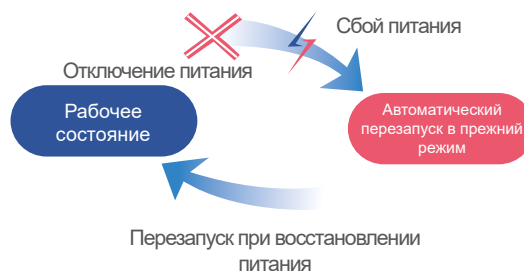 Сбой питания
Отключение питания
Рабочее
состояние
Автоматический
перезапуск в прежний
режим
Перезапуск при восстановлении
питания